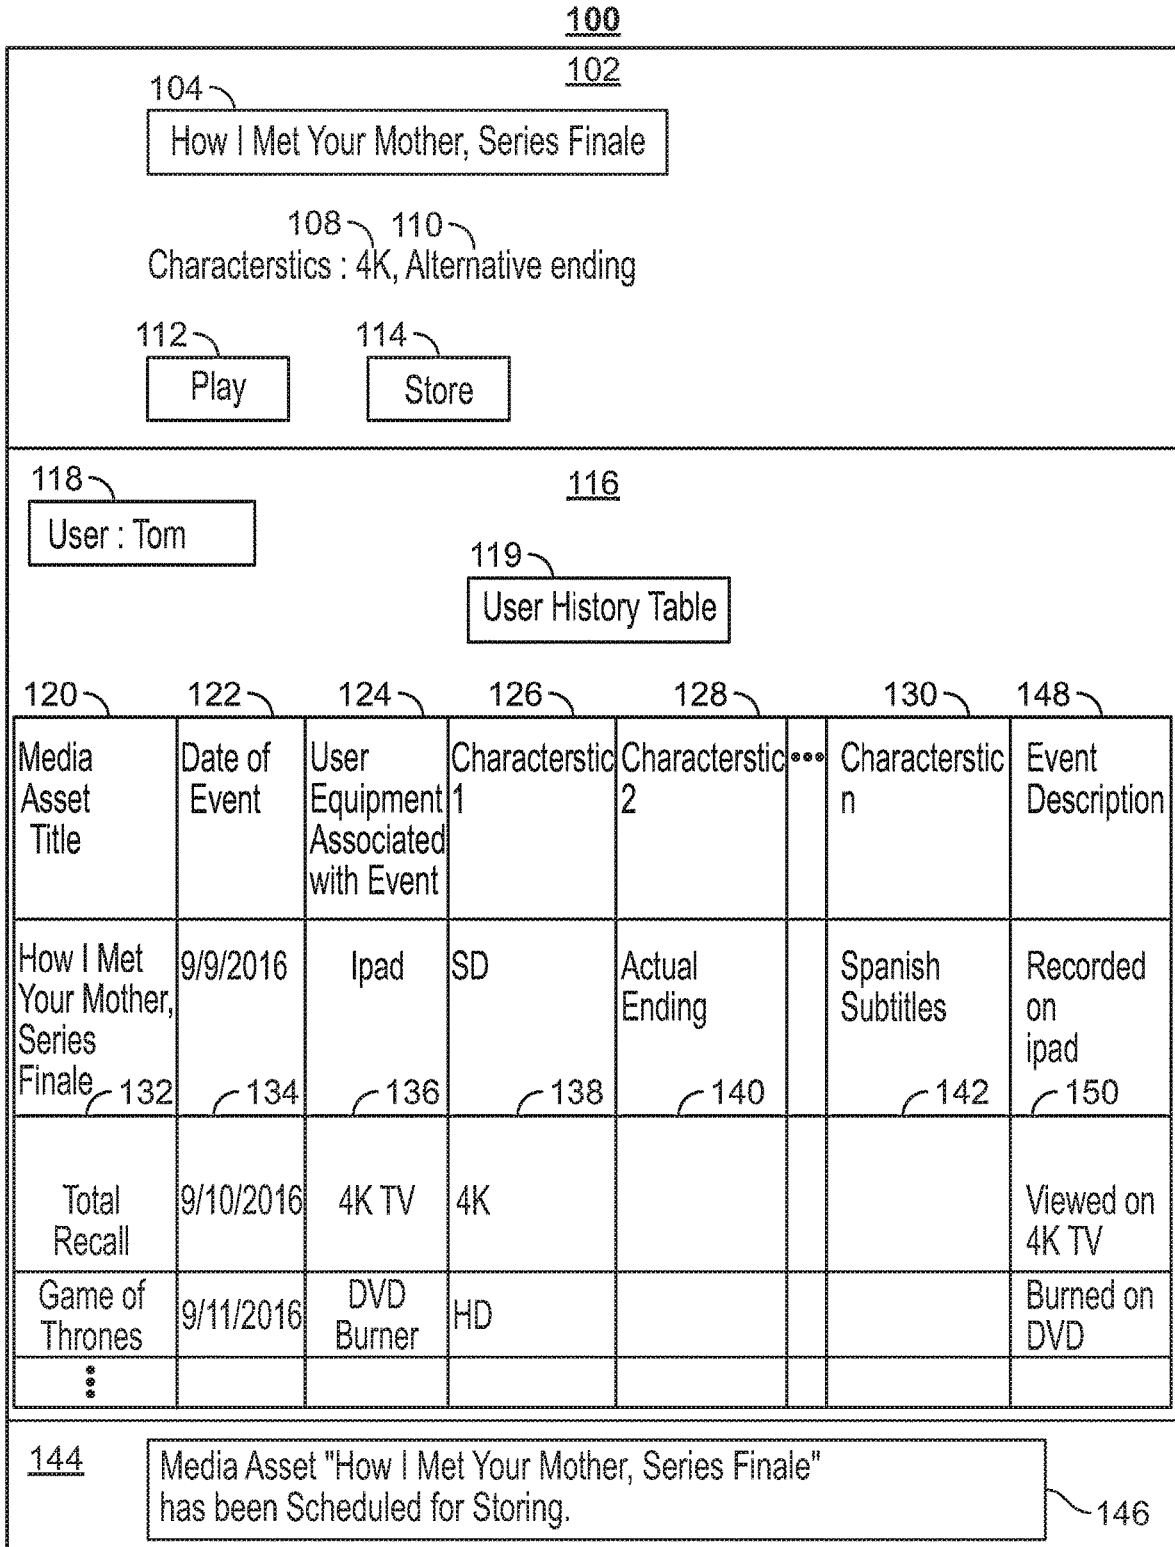 100
102
104
How I Met Your Mother, Series Finale
108 110
Characterstics : 4K, Alternative ending
112 114
Play Store
118 116
User : Tom
119
User History Table
120 122 124 126 128 130 148
Media Asset Title
Date of Event
User Equipment Associated with Event
Characterstic 1
Characterstic 2
•••
Characterstic n
Event Description
How I Met Your Mother, Series Finale
9/9/2016
Ipad
SD
Actual Ending
Spanish Subtitles
Recorded on ipad
132 134 136 138 140 142 150
Total Recall
9/10/2016
4K TV
4K
Viewed on 4K TV
Game of Thrones
9/11/2016
DVD Burner
HD
Burned on DVD
144
Media Asset "How I Met Your Mother, Series Finale"
has been Scheduled for Storing.
146